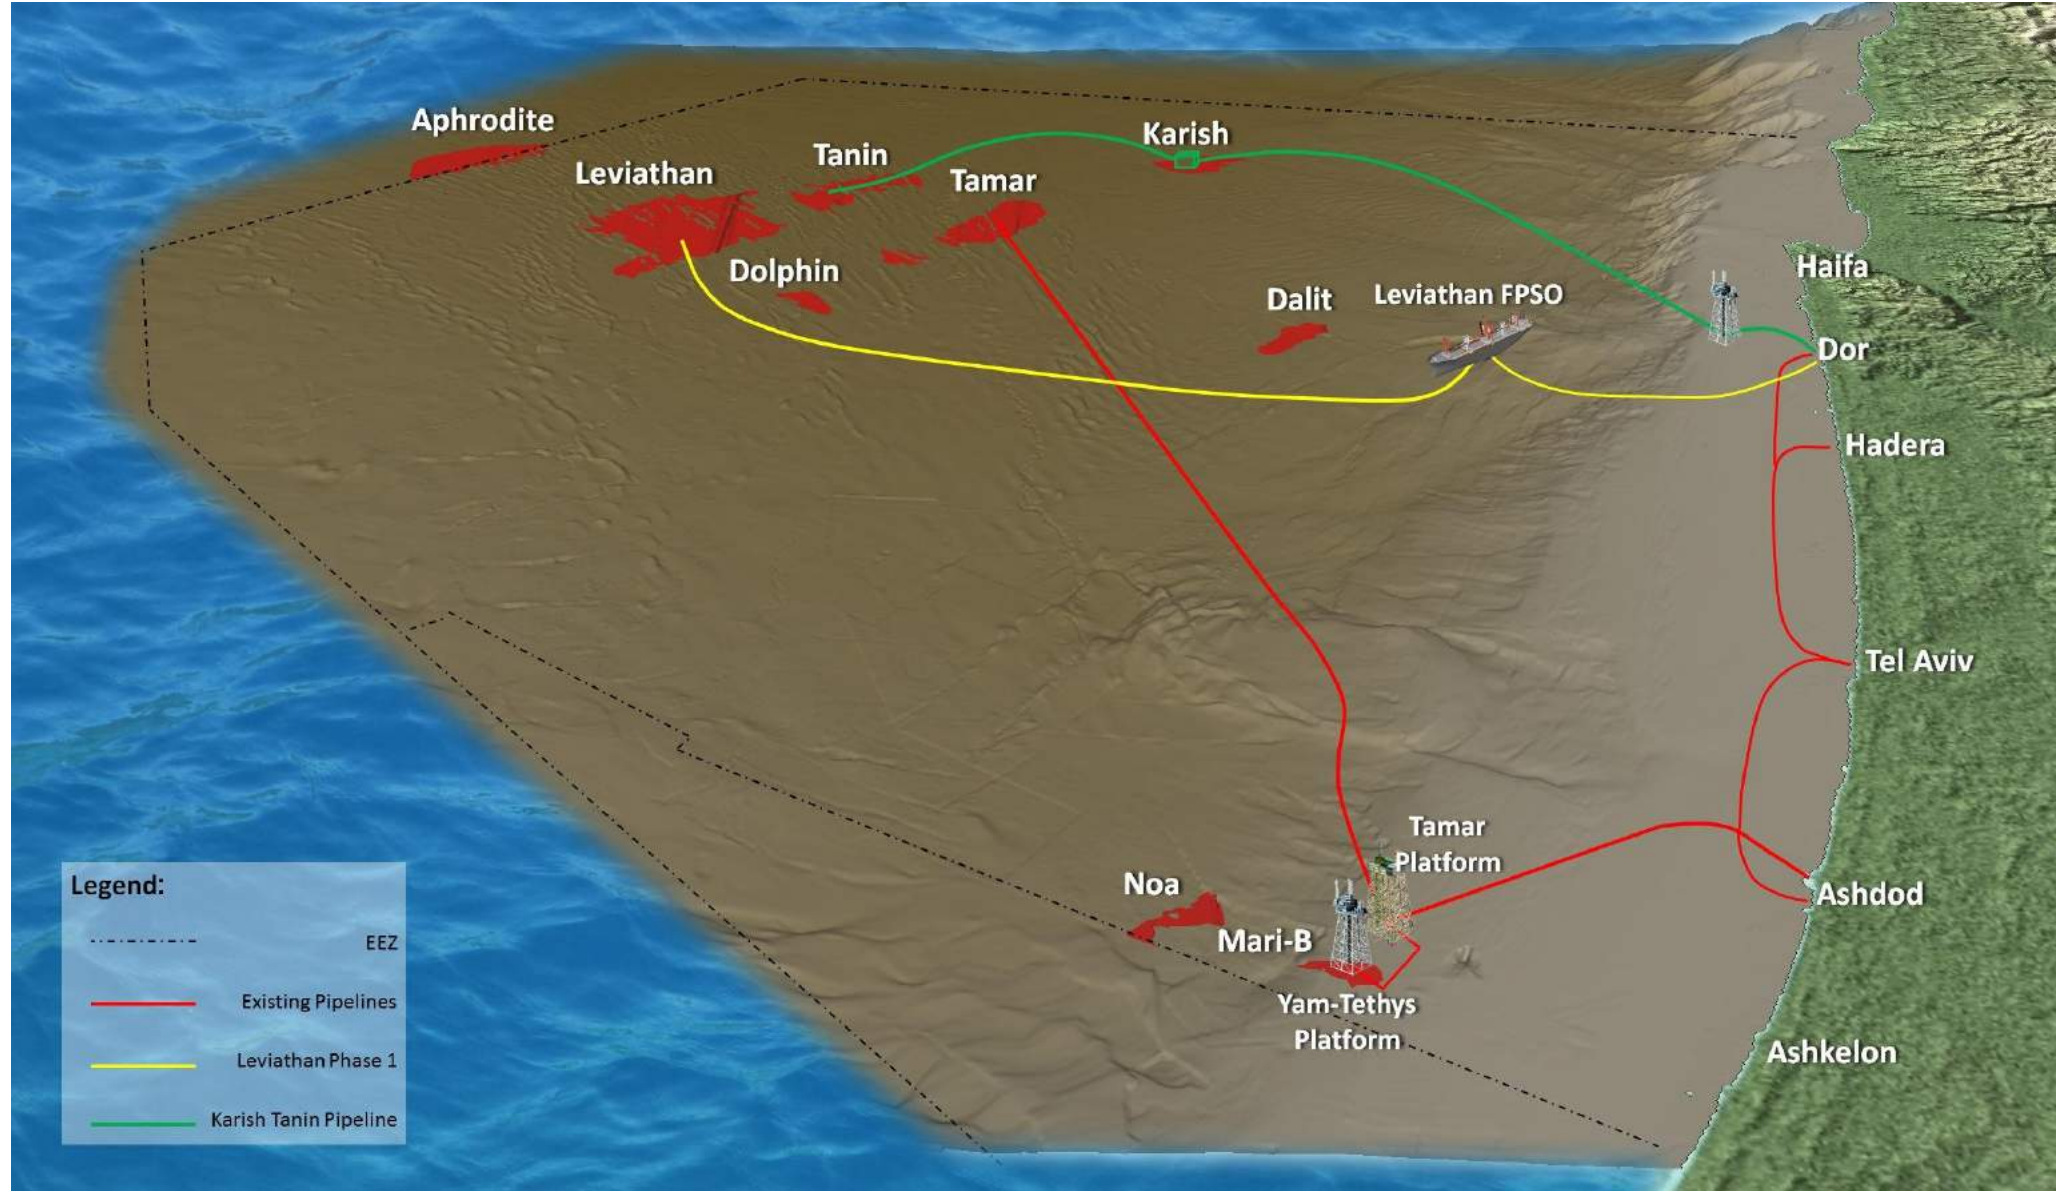 Aphrodite
Karish
Tanin
Leviathan
Tamar
Haifa
Dolphin
Dalit
Leviathan FPSO
Dor
Hadera
Tel Aviv
Tamar
Platform
Noa
Ashdod
Mari-B
Yam-Tethys
Platform
Ashkelon
Legend:
EEZ
Existing Pipelines
Leviathan Phase 1
Karish Tanin Pipeline